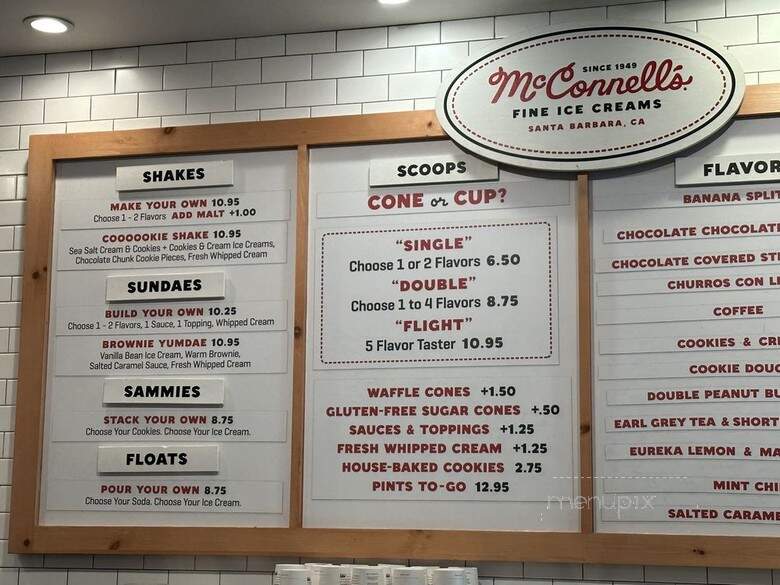 SINCE 1949
McConnell's
FINE ICE CREAMS
SANTA BARBARA, CA
SHAKES
MAKE YOUR OWN 10.95
Choose 1 - 2 Flavors ADD MALT +1.00
COOOOOKIE SHAKE 10.95
Sea Salt Cream & Cookies + Cookies & Cream Ice Creams,
Chocolate Chunk Cookie Pieces, Fresh Whipped Cream
SUNDAES
BUILD YOUR OWN 10.25
Choose 1 - 2 Flavors, 1 Sauce, 1 Topping, Whipped Cream
BROWNIE YUMDAE 10.95
Vanilla Bean Ice Cream, Warm Brownie,
Salted Caramel Sauce, Fresh Whipped Cream
SAMMIES
STACK YOUR OWN 8.75
Choose Your Cookies. Choose Your Ice Cream.
FLOATS
POUR YOUR OWN 8.75
Choose Your Soda. Choose Your Ice Cream.
SCOOPS
CONE or CUP?
"SINGLE"
Choose 1 or 2 Flavors 6.50
"DOUBLE"
Choose 1 to 4 Flavors 8.75
"FLIGHT"
5 Flavor Taster 10.95
WAFFLE CONES +1.50
GLUTEN-FREE SUGAR CONES +.50
SAUCES & TOPPINGS +1.25
FRESH WHIPPED CREAM +1.25
HOUSE-BAKED COOKIES 2.75
PINTS TO-GO 12.95
FLAVOR
BANANA SPLIT
CHOCOLATE CHOCOLATE
CHOCOLATE COVERED ST
CHURROS CON L
COFFEE
COOKIES & CR
COOKIE DOUG
DOUBLE PEANUT BU
EARL GREY TEA & SHORT
EUREKA LEMON & MA
MINT CHI
SALTED CARAME
menupix